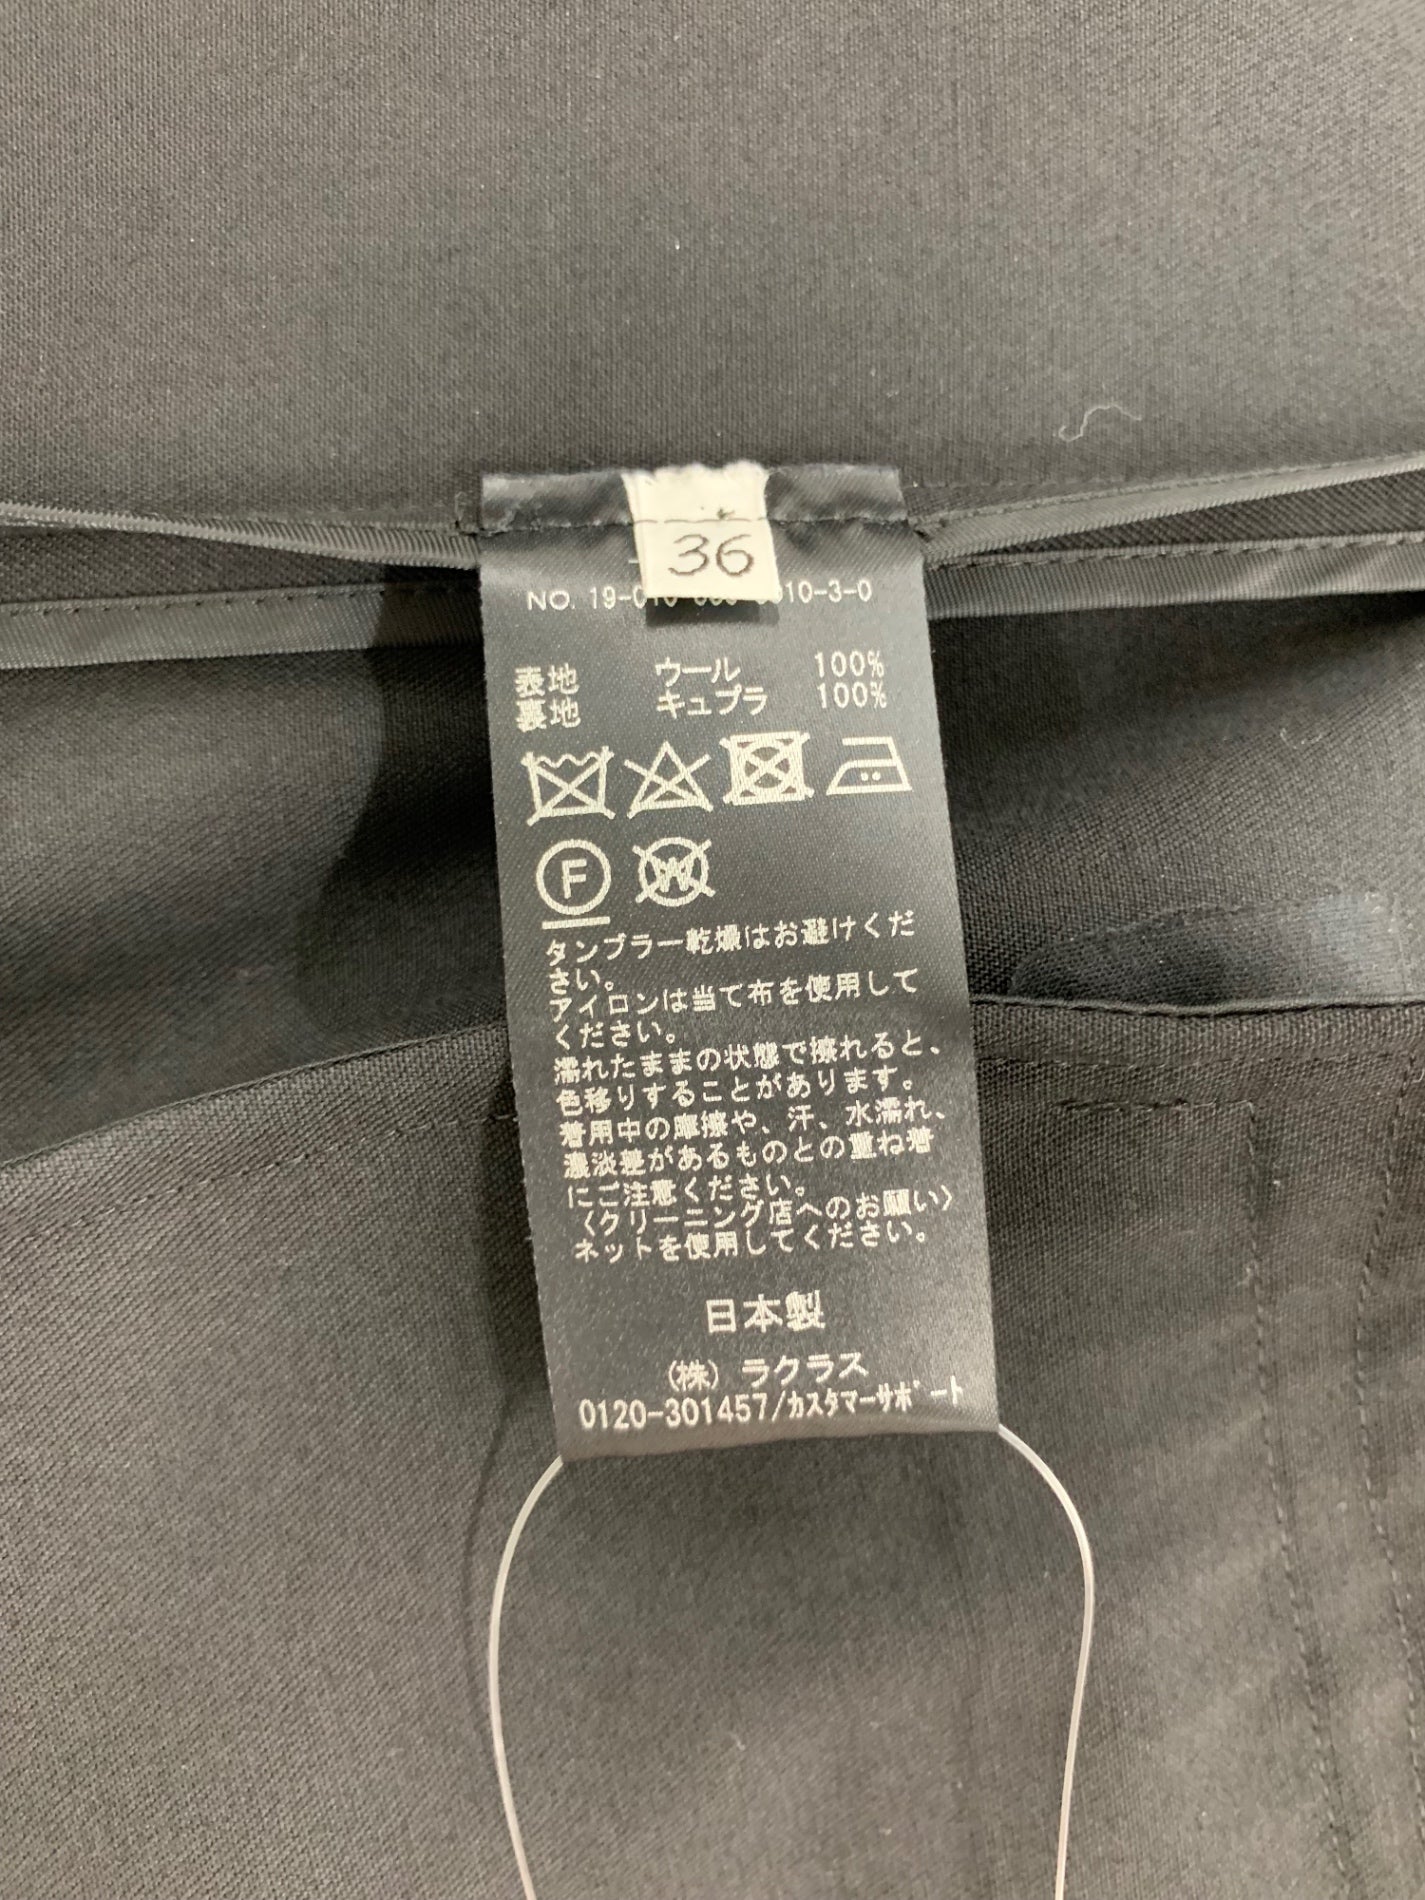 36
NO. 19-0
10-3-0
表地 ウール 100%
裏地 キュプラ 100%
F
W
タンブラー乾燥はお避けくだ
さい。
アイロンは当て布を使用して
ください。
濡れたままの状態で擦れると、
色移りすることがあります。
着用中の摩擦や、汗、水濡れ、
濃淡差があるものとの重ね着
にご注意ください。
〈クリーニング店へのお願い〉
ネットを使用してください。
日本製
(株) ラクラス
0120-301457/カスタマーサポート